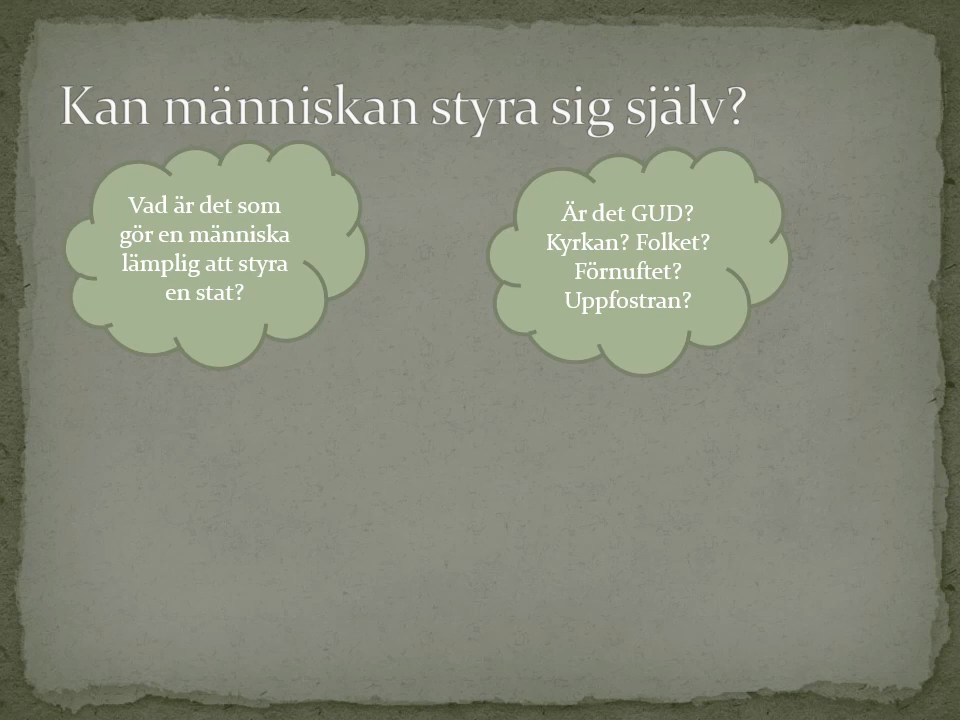 Kan människan styra sig själv?
Vad är det som
gör en människa
lämplig att styra
en stat?
Är det GUD?
Kyrkan? Folket?
Förnuftet?
Uppfostran?